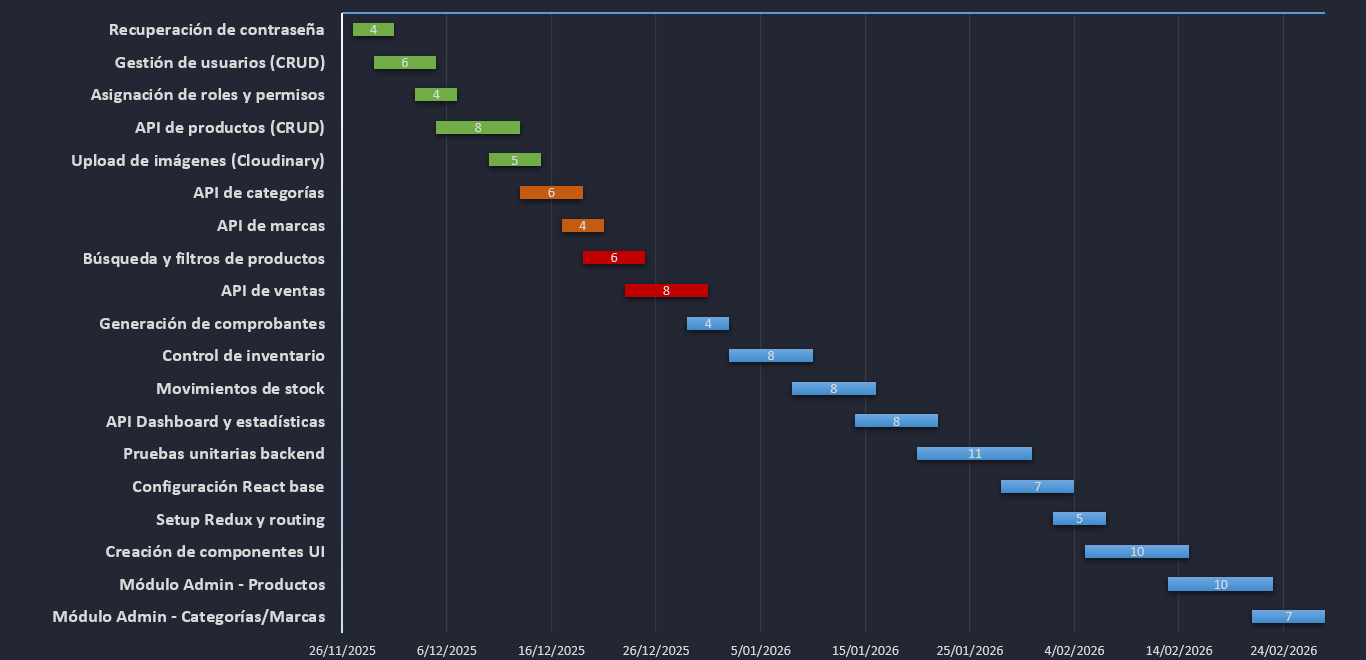 Recuperación de contraseña 4
Gestión de usuarios (CRUD) 6
Asignación de roles y permisos 4
API de productos (CRUD) 8
Upload de imágenes (Cloudinary) 5
API de categorías 6
API de marcas 4
Búsqueda y filtros de productos 6
API de ventas 8
Generación de comprobantes 4
Control de inventario 8
Movimientos de stock 8
API Dashboard y estadísticas 8
Pruebas unitarias backend 11
Configuración React base 7
Setup Redux y routing 5
Creación de componentes UI 10
Módulo Admin - Productos 10
Módulo Admin - Categorías/Marcas 7
26/11/2025 6/12/2025 16/12/2025 26/12/2025 5/01/2026 15/01/2026 25/01/2026 4/02/2026 14/02/2026 24/02/2026